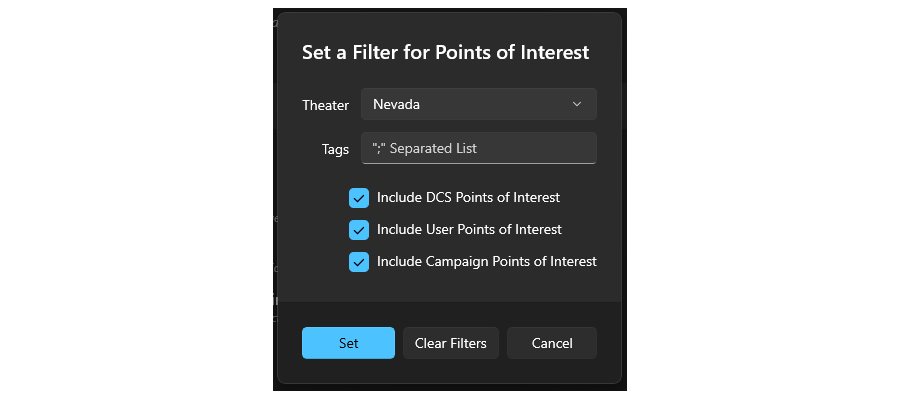 Set a Filter for Points of Interest
Theater Nevada
Tags ";" Separated List
Include DCS Points of Interest
Include User Points of Interest
Include Campaign Points of Interest
Set Clear Filters Cancel